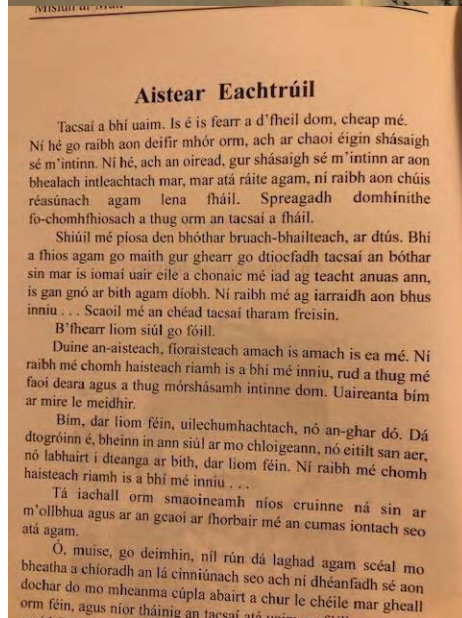 Misiún ar Muir
Aistear Eachtrúil
Tacsaí a bhí uaim. Is é is fearr a d'fheil dom, cheap mé.
Ní hé go raibh aon deifir mhór orm, ach ar chaoi éigin shásaigh
sé m'intinn. Ní hé, ach an oiread, gur shásaigh sé m'intinn ar aon
bhealach intleachtach mar, mar atá ráite agam, ní raibh aon chúis
réasúnach agam lena fháil. Spreagadh domhínithe
fo-chomhfhiosach a thug orm an tacsaí a fháil.
Shiúil mé píosa den bhóthar bruach-bhailteach, ar dtús. Bhí
a fhios agam go maith gur ghearr go dtiocfadh tacsaí an bóthar
sin mar is iomaí uair eile a chonaic mé iad ag teacht anuas ann,
is gan gnó ar bith agam díobh. Ní raibh mé ag iarraidh aon bhus
inniu . . . Scaoil mé an chéad tacsaí tharam freisin.
B'fhearr liom siúl go fóill.
Duine an-aisteach, fíoraisteach amach is amach is ea mé. Ní
raibh mé chomh haisteach riamh is a bhí mé inniu, rud a thug mé
faoi deara agus a thug mórshásamh intinne dom. Uaireanta bím
ar mire le meidhir.
Bím, dar liom féin, uilechumhachtach, nó an-ghar dó. Dá
dtogróinn é, bheinn in ann siúl ar mo chloigeann, nó eitilt san aer,
nó labhairt i dteanga ar bith, dar liom féin. Ní raibh mé chomh
haisteach riamh is a bhí mé inniu . . .
Tá iachall orm smaoineamh níos cruinne ná sin ar
m'ollbhua agus ar an gcaoi ar fhorbair mé an cumas iontach seo
atá agam.
Ó, muise, go deimhin, níl rún dá laghad agam scéal mo
bheatha a chíoradh an lá cinniúnach seo ach ní dhéanfadh sé aon
dochar do mo mheanma cúpla abairt a chur le chéile mar gheall
orm féin, agus níor tháinig an tacsaí atá